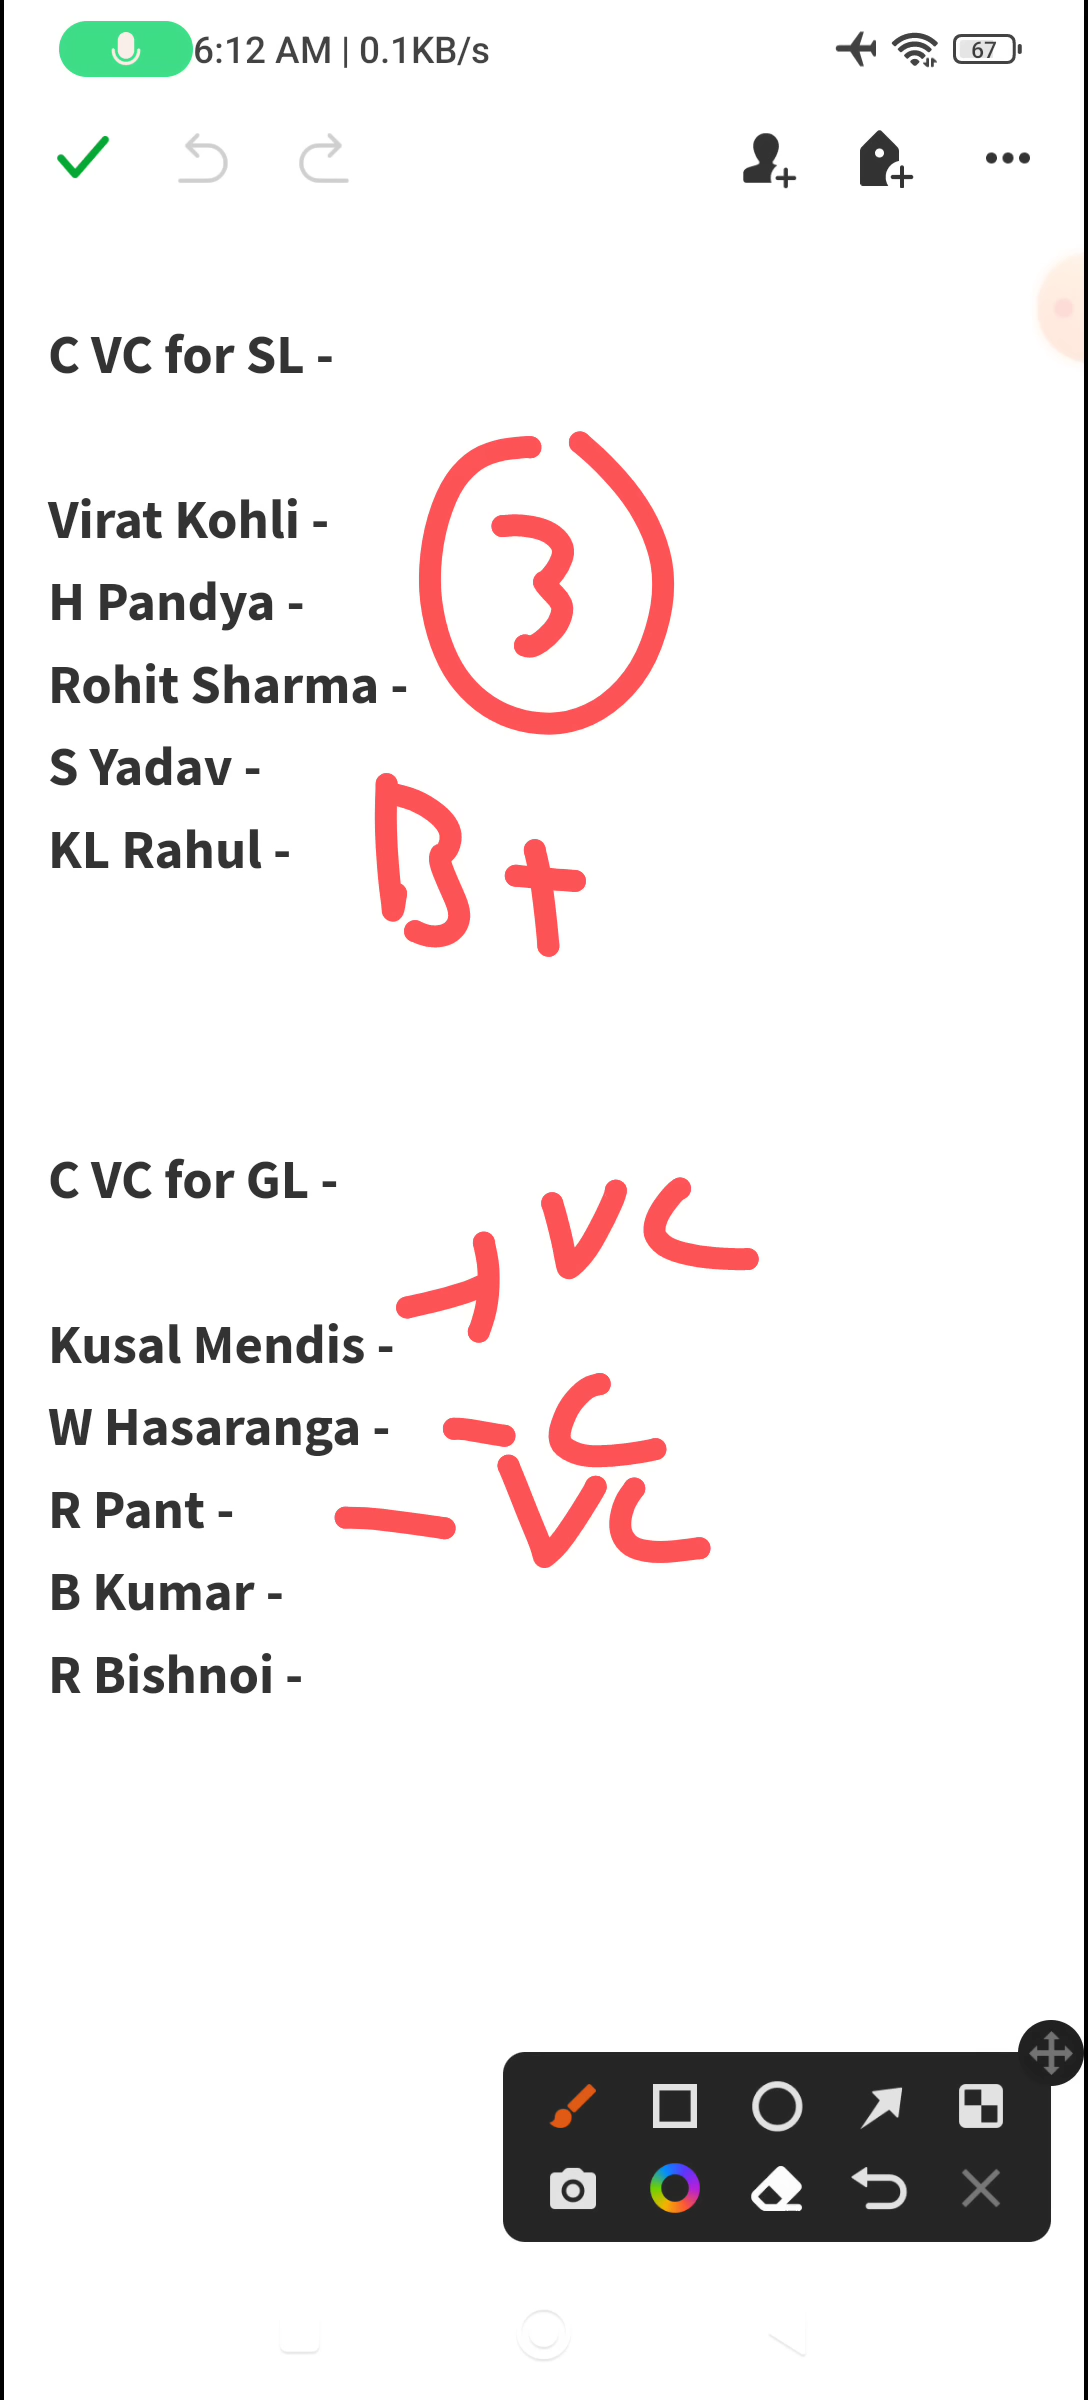 6:12 AM | 0.1KB/s
67
C VC for SL -
Virat Kohli -
H Pandya -
3
Rohit Sharma -
S Yadav -
KL Rahul -
B+
C VC for GL -
VC
Kusal Mendis -
W Hasaranga - - C
R Pant - - VC
B Kumar -
R Bishnoi -